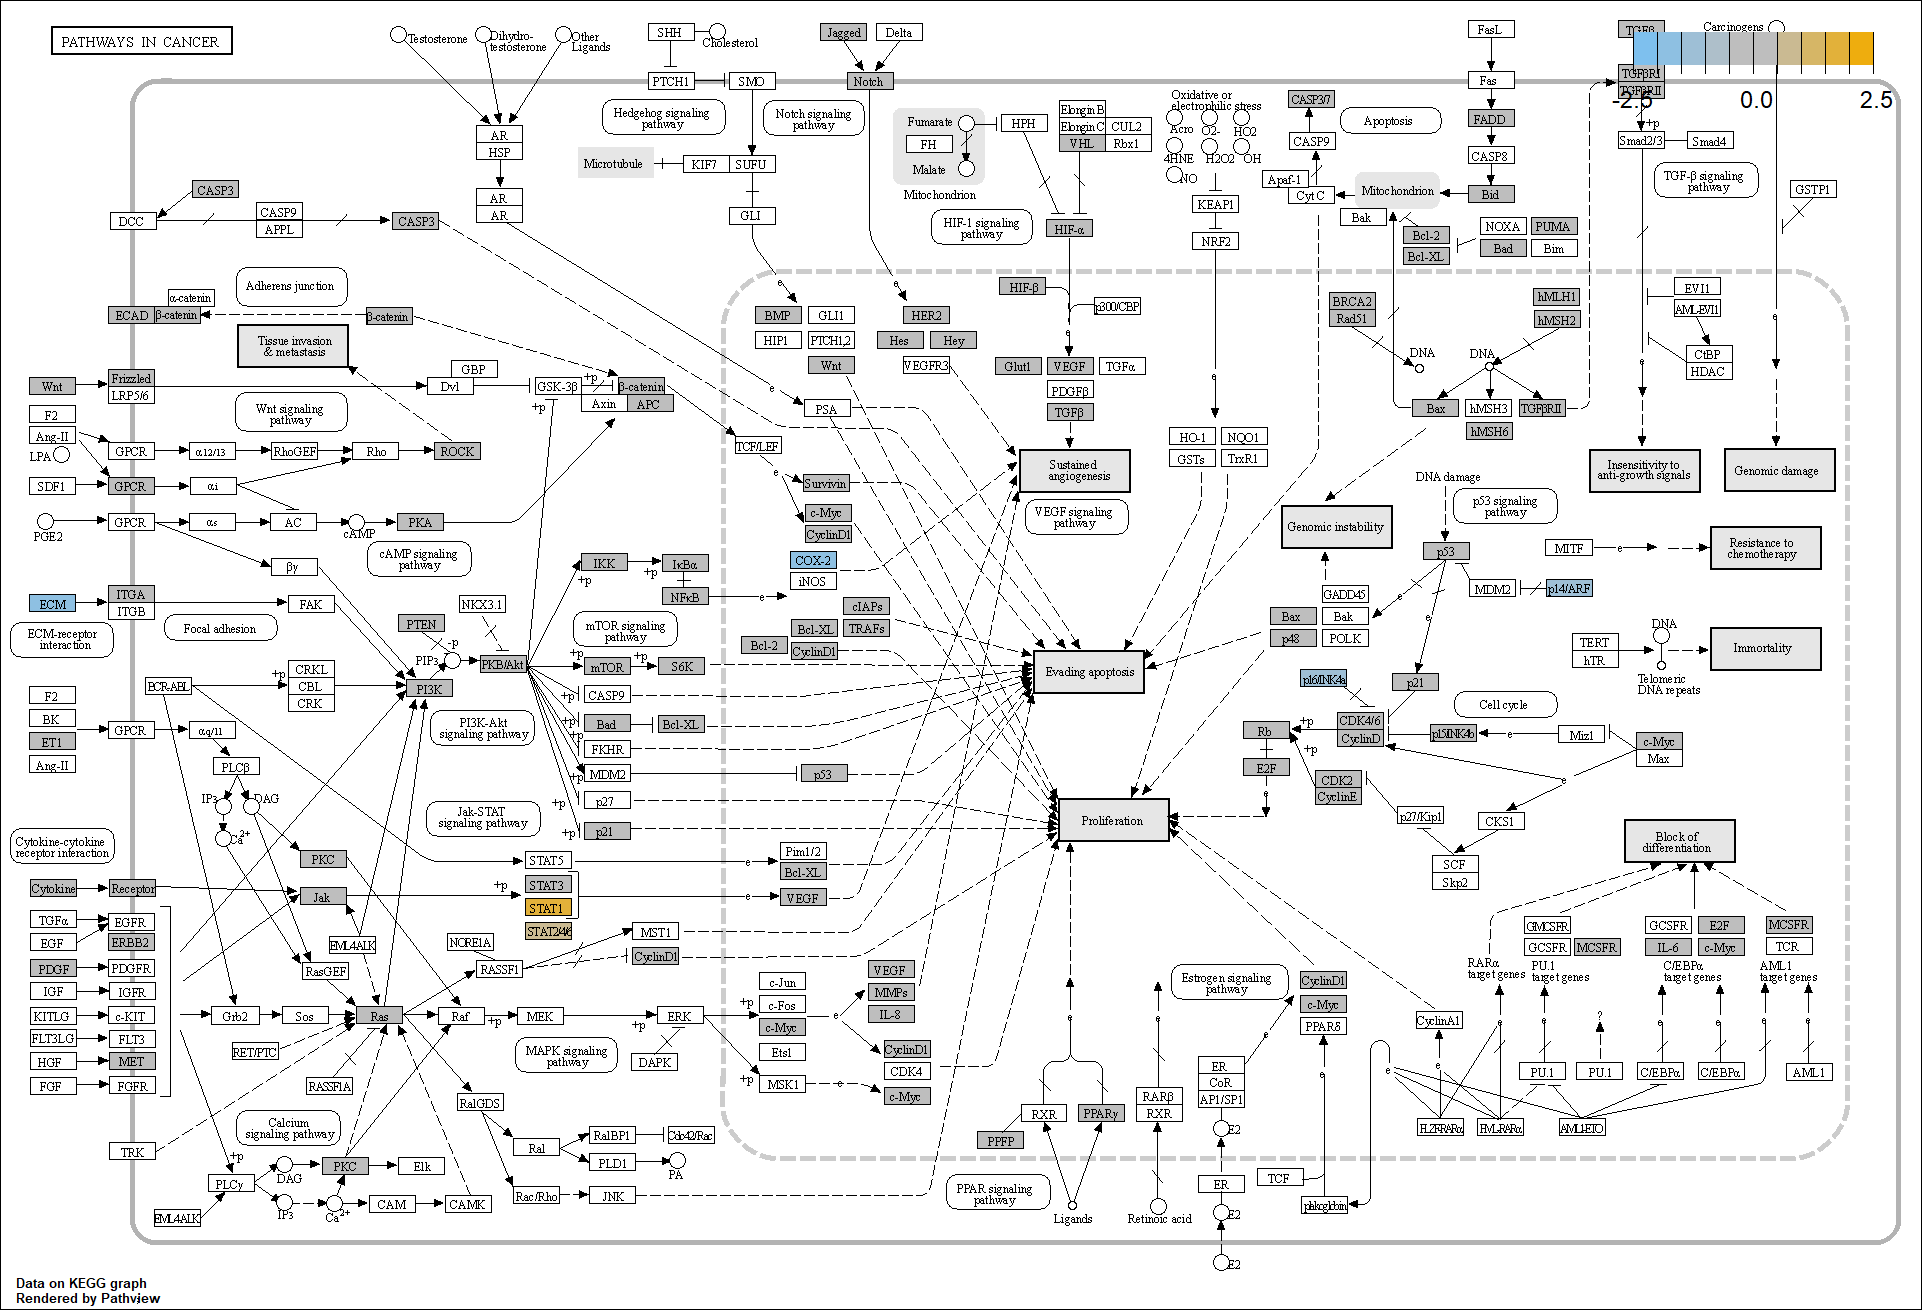 PATHWAYS IN CANCER
Testosterone
Dihydro-
testosterone
Other
Ligands
SHH
Cholesterol
PTCH1
SMO
Hedgehog signaling
pathway
Microtubule
KIF7
SUFU
GLI
Jagged
Delta
Notch
Notch signaling
pathway
Fumarate
FH
Malate
Mitochondrion
HPH
Elongin B
Elongin C
CUL2
VHL
Rbx1
HIF-1 signaling
pathway
HIF-α
Oxidative or
electrophilic stress
Acro
O2-
HO2
4HNE
H2O2
OH
NO
KEAP1
NRF2
CASP3/7
CASP9
Apaf-1
Cyt C
Apoptosis
Mitochondrion
Bak
FasL
Fas
FADD
CASP8
Bid
Bcl-2
Bcl-XL
NOXA
PUMA
Bad
Bim
TGFβ
TGFβRI
TGFβRII
Carcinogens
-2.5
0.0
2.5
+p
Smad2/3
Smad4
TGF-β signaling
pathway
GSTP1
AR
HSP
AR
AR
CASP3
DCC
CASP9
APPL
CASP3
Adherens junction
α-catenin
ECAD
β-catenin
β-catenin
Tissue invasion
& metastasis
Wnt
Frizzled
LRP5/6
GBP
Dvl
GSK-3β
+p
β-catenin
Axin
APC
+p
Wnt signaling
pathway
F2
Ang-II
LPA
GPCR
α12/13
RhoGEF
Rho
ROCK
SDF1
GPCR
αi
PGE2
GPCR
αs
AC
cAMP
PKA
cAMP signaling
pathway
βγ
ECM
ITGA
ITGB
FAK
ECM-receptor
interaction
Focal adhesion
PTEN
NKX3.1
-p
PIP3
PKB/Akt
PI3K
PI3K-Akt
signaling pathway
CRKL
CBL
CRK
+p
BCR-ABL
F2
BK
ET1
Ang-II
GPCR
αq/11
PLCβ
IP3
DAG
Ca2+
PKC
Cytokine-cytokine
receptor interaction
Cytokine
Receptor
Jak
Jak-STAT
signaling pathway
STAT5
+p
STAT3
STAT1
STAT2/4/6
TGFα
EGF
EGFR
ERBB2
PDGF
PDGFR
IGF
IGFR
KITLG
c-KIT
FLT3LG
FLT3
HGF
MET
FGF
FGFR
EML4ALK
RasGEF
NORE1A
RASSF1
MST1
CyclinD1
Grb2
Sos
Ras
Raf
+p
MEK
+p
ERK
DAPK
+p
RET/PTC
RASSF1A
MAPK signaling
pathway
Calcium
signaling pathway
TRK
+p
PLCγ
DAG
IP3
PKC
Elk
Ca2+
CAM
CAMK
EML4ALK
RalGDS
Ral
RalBP1
Cdc42/Rac
PLD1
PA
Rac/Rho
JNK
+p
IKK
+p
IκBα
NFκB
mTOR signaling
pathway
+p
mTOR
+p
S6K
+p
CASP9
+p
Bad
Bcl-XL
+p
FKHR
+p
MDM2
p53
+p
p27
+p
p21
e
BMP
GLI1
HIP1
PTCH1,2
Wnt
e
HER2
Hes
Hey
VEGFR3
e
PSA
TCF/LEF
e
Survivin
c-Myc
CyclinD1
COX-2
iNOS
e
cIAPs
Bcl-XL
TRAFs
Bcl-2
CyclinD1
HIF-β
p300/CBP
e
Glut1
VEGF
TGFα
PDGFβ
TGFβ
Sustained
angiogenesis
VEGF signaling
pathway
e
HO-1
NQO1
GSTs
TrxR1
Evading apoptosis
Proliferation
e
Pim1/2
Bcl-XL
e
VEGF
c-Jun
c-Fos
c-Myc
Ets1
+p
MSK1
e
e
VEGF
MMPs
IL-8
CyclinD1
CDK4
c-Myc
BRCA2
Rad51
DNA
hMLH1
hMSH2
DNA
Bax
hMSH3
TGFβRII
hMSH6
EVI1
AML-EVI1
CtBP
HDAC
e
e
Insensitivity to
anti-growth signals
Genomic damage
Genomic instability
DNA damage
p53 signaling
pathway
p53
MITF
e
Resistance to
chemotherapy
MDM2
p14/ARF
GADD45
Bax
Bak
p48
POLK
e
e
TERT
hTR
DNA
Telomeric
DNA repeats
Immortality
p16/INK4a
p21
Cell cycle
Rb
+p
CDK4/6
CyclinD
p15/INK4b
e
Miz1
c-Myc
Max
E2F
+p
CDK2
CyclinE
e
p27/Kip1
e
CKS1
SCF
Skp2
Block of
differentiation
GMCSFR
GCSFR
MCSFR
GCSFR
E2F
IL-6
c-Myc
MCSFR
TCR
RARα
target genes
PU.1
target genes
C/EBPα
target genes
AML1
target genes
Estrogen signaling
pathway
CyclinD1
c-Myc
PPARδ
e
CyclinA1
e
e
e
?
e
e
e
e
PU.1
PU.1
C/EBPα
C/EBPα
AML1
e
PLZF-RARα
PML-RARα
AML1-ETO
e
RXR
PPARγ
PPFP
PPAR signaling
pathway
Ligands
e
RARβ
RXR
Retinoic acid
e
ER
CoR
AP1/SP1
E2
ER
E2
E2
e
TCF
plakoglobin
Data on KEGG graph
Rendered by Pathview